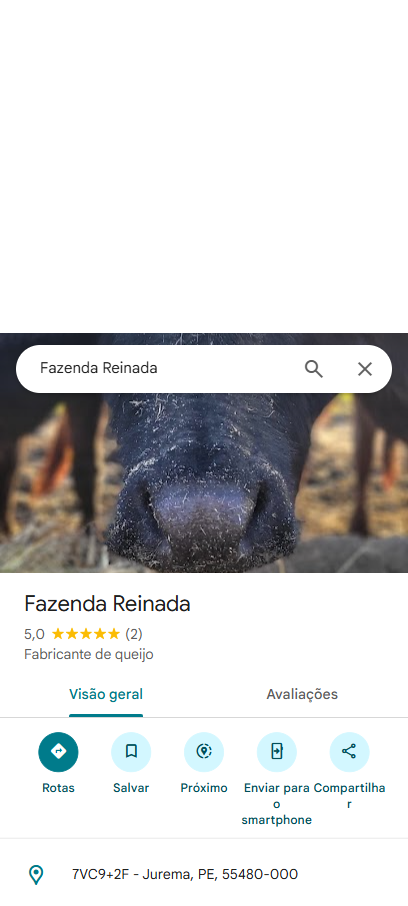 Fazenda Reinada
Fazenda Reinada
5,0 (2)
Fabricante de queijo
Visão geral Avaliações
Rotas Salvar Próximo Enviar para o smartphone Compartilhar
7VC9+2F - Jurema, PE, 55480-000